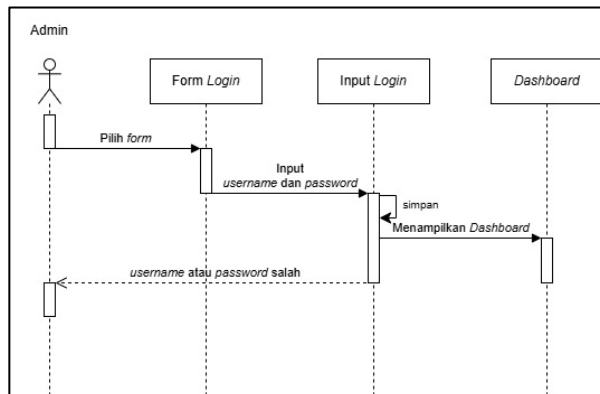 Admin
Form Login
Input Login
Dashboard
Pilih form
Input
username dan password
simpan
Menampilkan Dashboard
username atau password salah